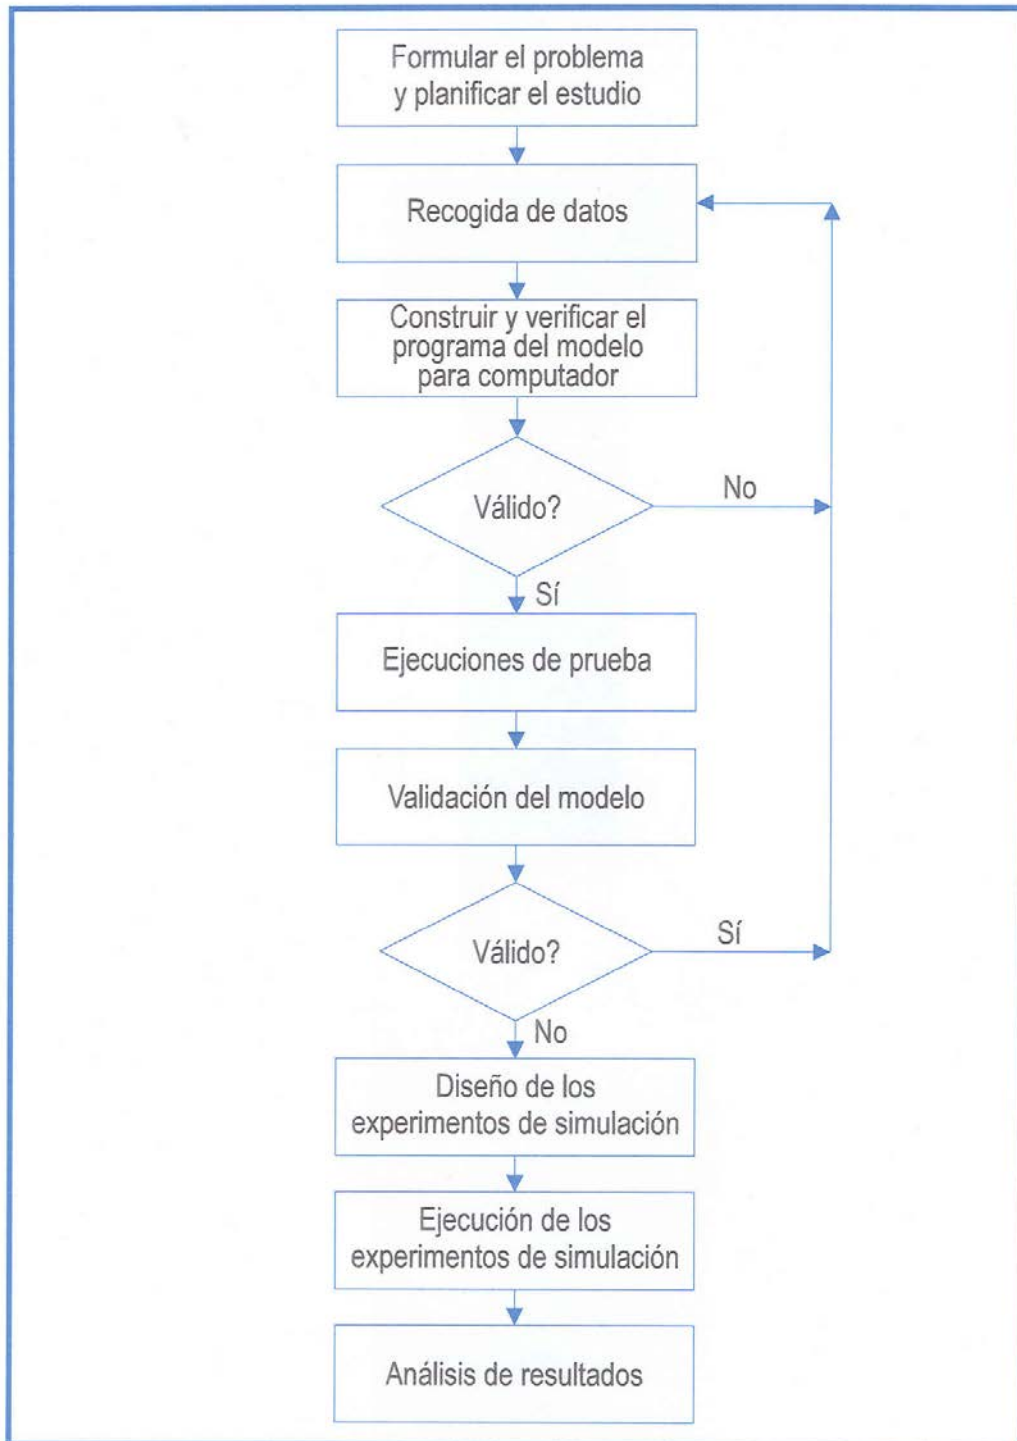 Formular el problema
y planificar el estudio
Recogida de datos
Construir y verificar el
programa del modelo
para computador
Válido?
No
Sí
Ejecuciones de prueba
Validación del modelo
Válido?
Sí
No
Diseño de los
experimentos de simulación
Ejecución de los
experimentos de simulación
Análisis de resultados